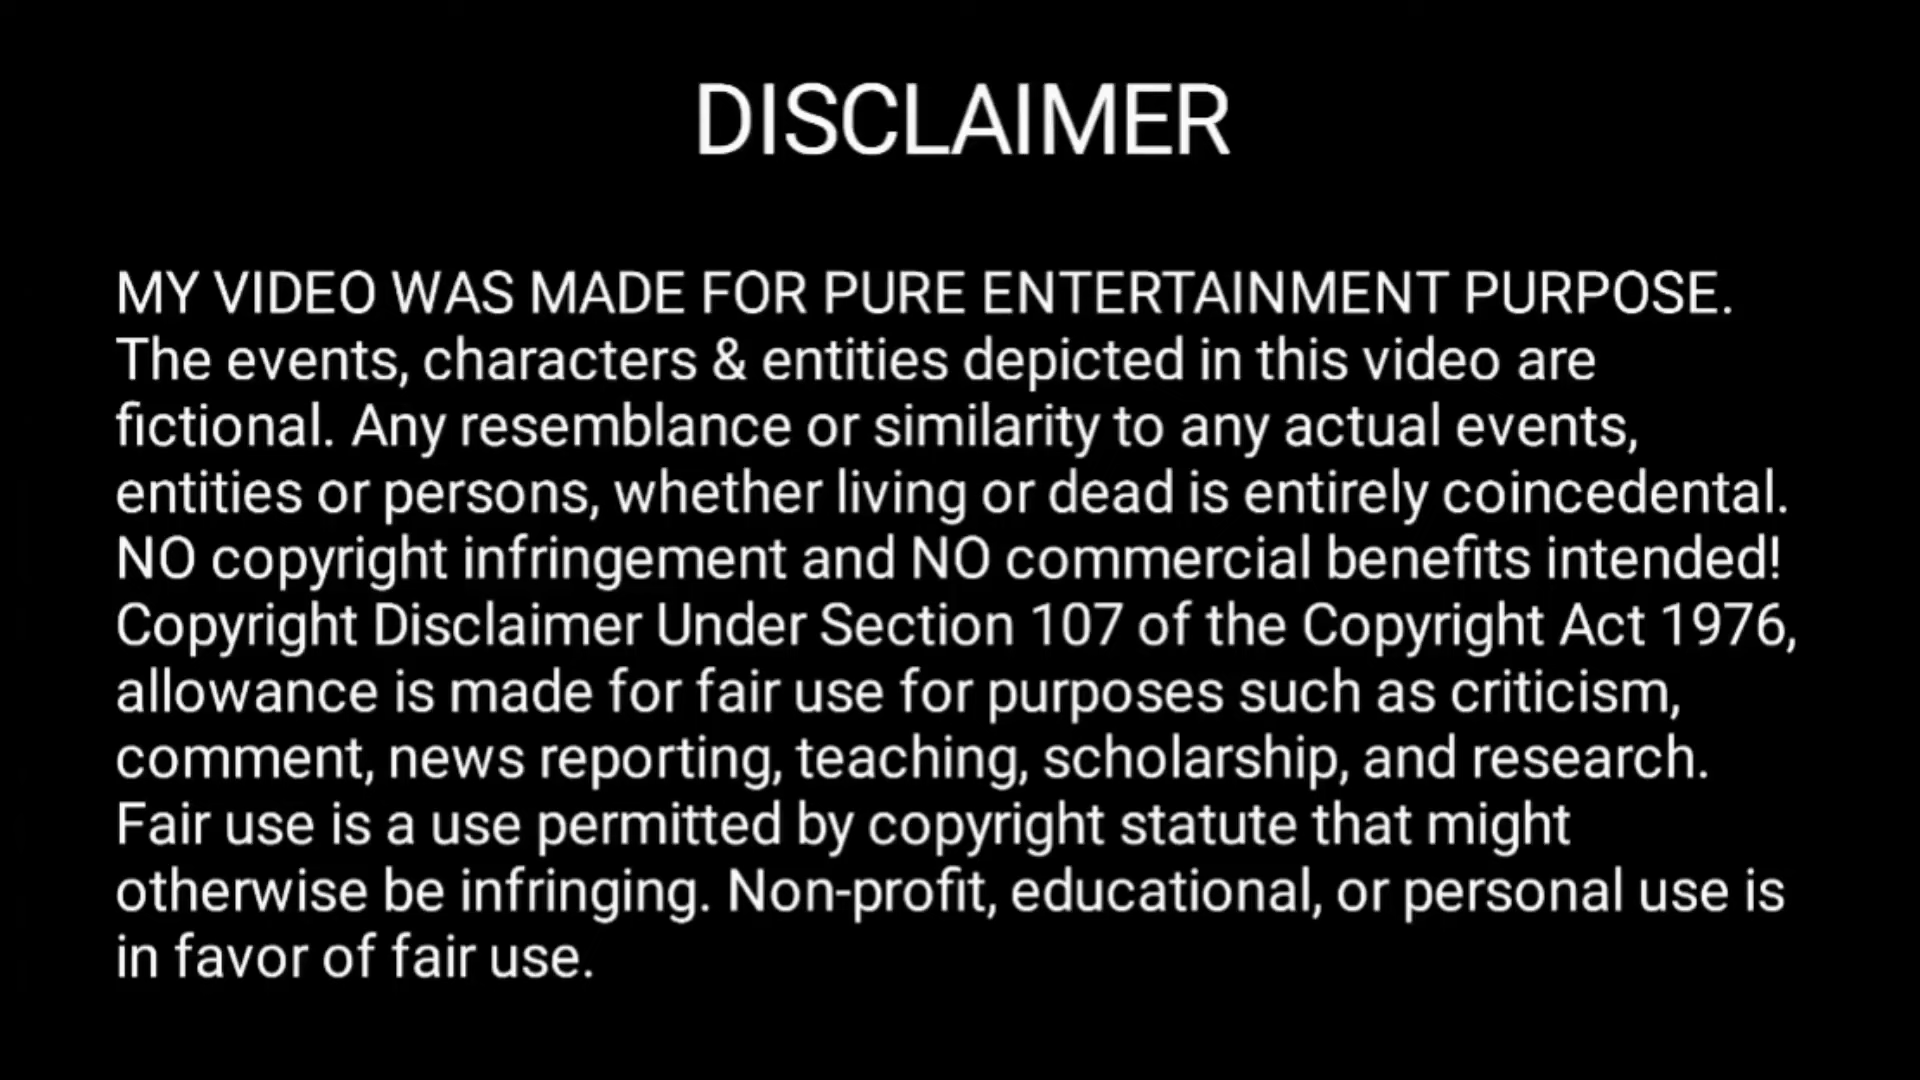 DISCLAIMER
MY VIDEO WAS MADE FOR PURE ENTERTAINMENT PURPOSE.
The events, characters & entities depicted in this video are
fictional. Any resemblance or similarity to any actual events,
entities or persons, whether living or dead is entirely coincedental.
NO copyright infringement and NO commercial benefits intended!
Copyright Disclaimer Under Section 107 of the Copyright Act 1976,
allowance is made for fair use for purposes such as criticism,
comment, news reporting, teaching, scholarship, and research.
Fair use is a use permitted by copyright statute that might
otherwise be infringing. Non-profit, educational, or personal use is
in favor of fair use.